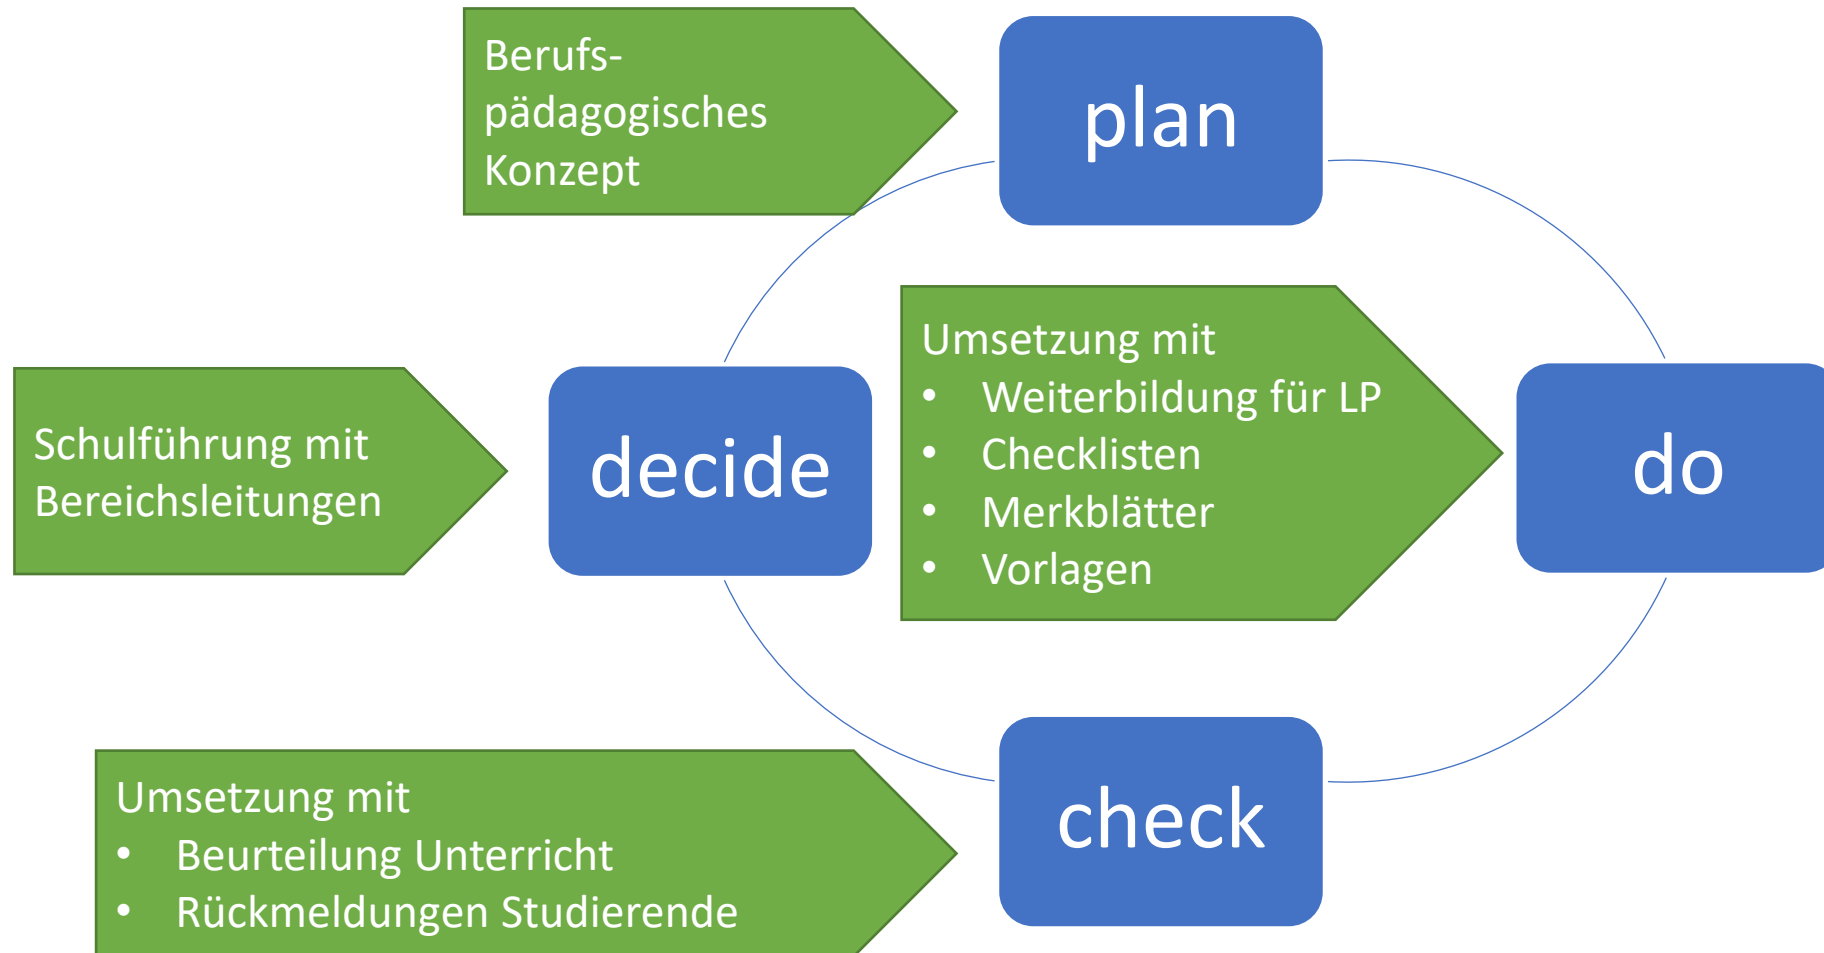 Berufs-
pädagogisches
Konzept
plan
Umsetzung mit
• Weiterbildung für LP
• Checklisten
• Merkblätter
• Vorlagen
do
Schulführung mit
Bereichsleitungen
decide
Umsetzung mit
• Beurteilung Unterricht
• Rückmeldungen Studierende
check